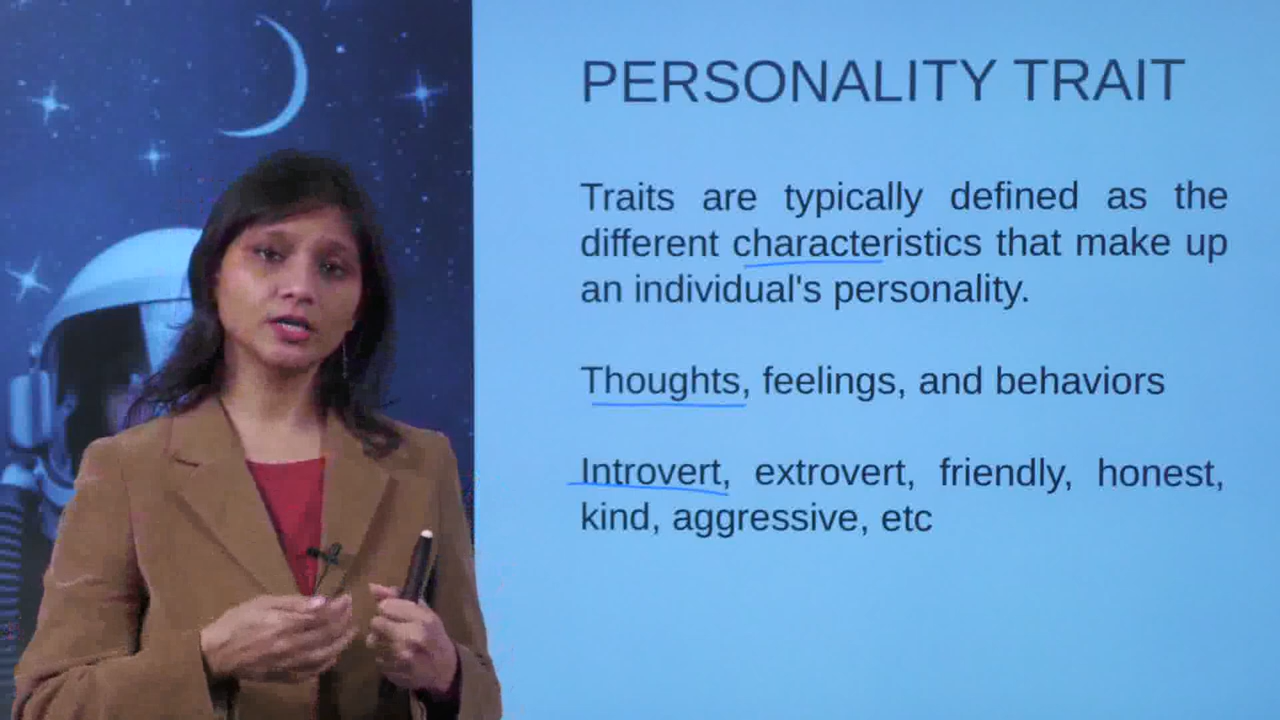 PERSONALITY TRAIT
Traits are typically defined as the
different characteristics that make up
an individual's personality.
Thoughts, feelings, and behaviors
Introvert, extrovert, friendly, honest,
kind, aggressive, etc